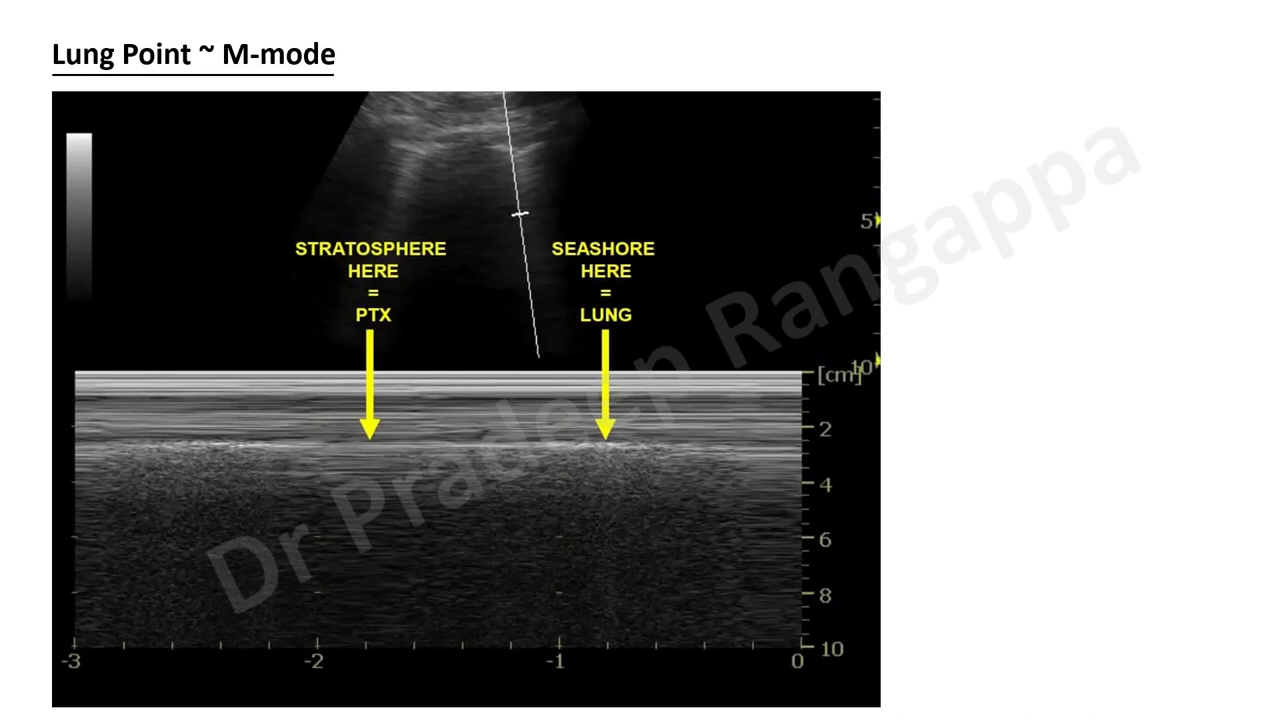 Lung Point ~ M-mode
STRATOSPHERE
HERE
=
PTX
SEASHORE
HERE
=
LUNG
5
10
[cm]
2
4
6
8
10
-3 -2 -1 0
Dr Pradeep Rangappa